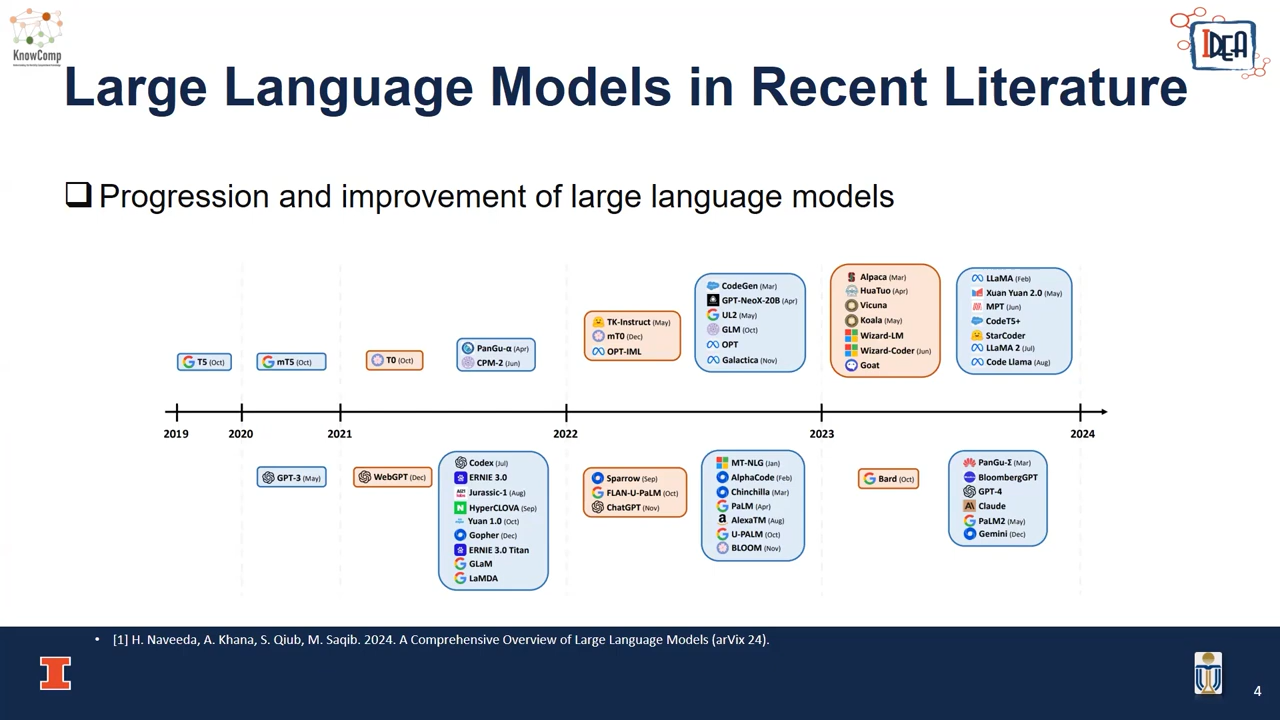 KnowComp
IDEA
Large Language Models in Recent Literature
Progression and improvement of large language models
T5 (Oct)
mT5 (Oct)
T0 (Oct)
PanGu-α (Apr)
CPM-2 (Jun)
TK-Instruct (May)
mT0 (Dec)
OPT-IML
CodeGen (Mar)
GPT-NeoX-20B (Apr)
UL2 (May)
GLM (Oct)
OPT
Galactica (Nov)
Alpaca (Mar)
HuaTuo (Apr)
Vicuna
Koala (May)
Wizard-LM
Wizard-Coder (Jun)
Goat
LLaMA (Feb)
Xuan Yuan 2.0 (May)
MPT (Jun)
CodeT5+
StarCoder
LLaMA 2 (Jul)
Code Llama (Aug)
2019 2020 2021 2022 2023 2024
GPT-3 (May)
WebGPT (Dec)
Codex (Jul)
ERNIE 3.0
Jurassic-1 (Aug)
HyperCLOVA (Sep)
Yuan 1.0 (Oct)
Gopher (Dec)
ERNIE 3.0 Titan
GLaM
LaMDA
Sparrow (Sep)
FLAN-U-PaLM (Oct)
ChatGPT (Nov)
MT-NLG (Jan)
AlphaCode (Feb)
Chinchilla (Mar)
PaLM (Apr)
AlexaTM (Aug)
U-PALM (Oct)
BLOOM (Nov)
Bard (Oct)
PanGu-Σ (Mar)
BloombergGPT
GPT-4
Claude
PaLM2 (May)
Gemini (Dec)
• [1] H. Naveeda, A. Khana, S. Qiub, M. Saqib. 2024. A Comprehensive Overview of Large Language Models (arVix 24).
4